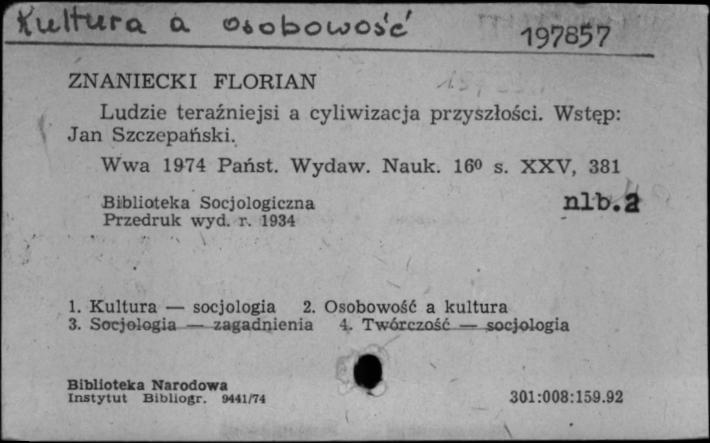 Kultura a osobowość
197857
ZNANIECKI FLORIAN
Ludzie teraźniejsi a cyliwizacja przyszłości. Wstęp:
Jan Szczepański.
Wwa 1974 Państ. Wydaw. Nauk. 16⁰ s. XXV, 381
nlb.2
Biblioteka Socjologiczna
Przedruk wyd. r. 1934
1. Kultura — socjologia 2. Osobowość a kultura
3. Socjologia — zagadnienia 4. Twórczość — socjologia
Biblioteka Narodowa
Instytut Bibliogr. 9441/74
301:008:159.92